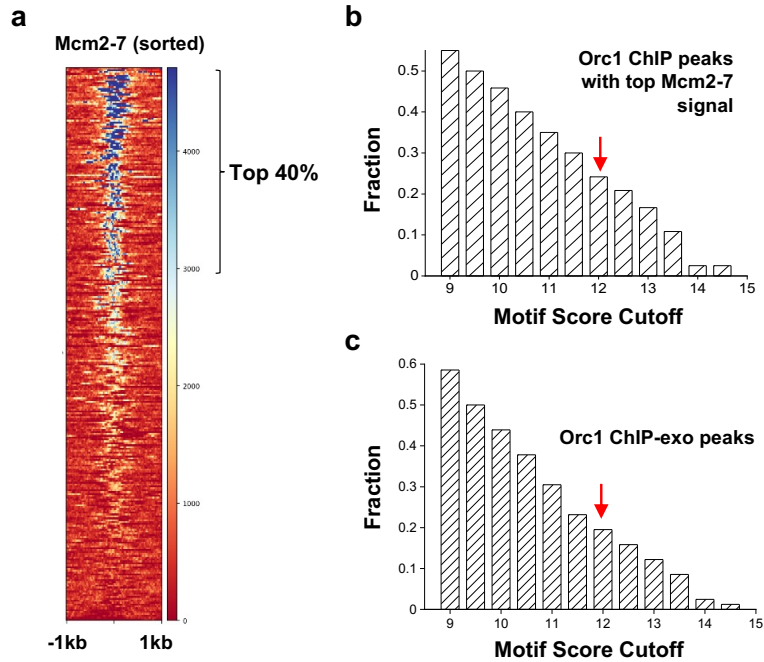 a
Mcm2-7 (sorted)
4000
3000
2000
1000
0
Top 40%
-1kb
1kb
b
Orc1 ChIP peaks
with top Mcm2-7
signal
Fraction
0.5
0.4
0.3
0.2
0.1
0
9
10
11
12
13
14
15
Motif Score Cutoff
c
Orc1 ChIP-exo peaks
Fraction
0.6
0.5
0.4
0.3
0.2
0.1
0
9
10
11
12
13
14
15
Motif Score Cutoff